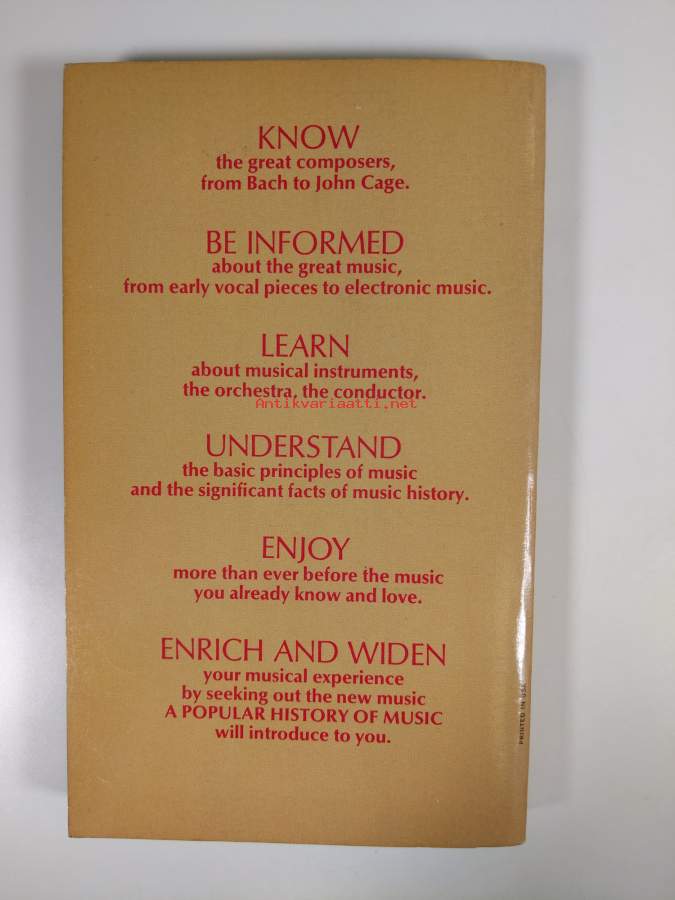 KNOW
the great composers,
from Bach to John Cage.
BE INFORMED
about the great music,
from early vocal pieces to electronic music.
LEARN
about musical instruments,
the orchestra, the conductor.
Antikvariaatti.net
UNDERSTAND
the basic principles of music
and the significant facts of music history.
ENJOY
more than ever before the music
you already know and love.
ENRICH AND WIDEN
your musical experience
by seeking out the new music
A POPULAR HISTORY OF MUSIC
will introduce to you.
PRINTED IN